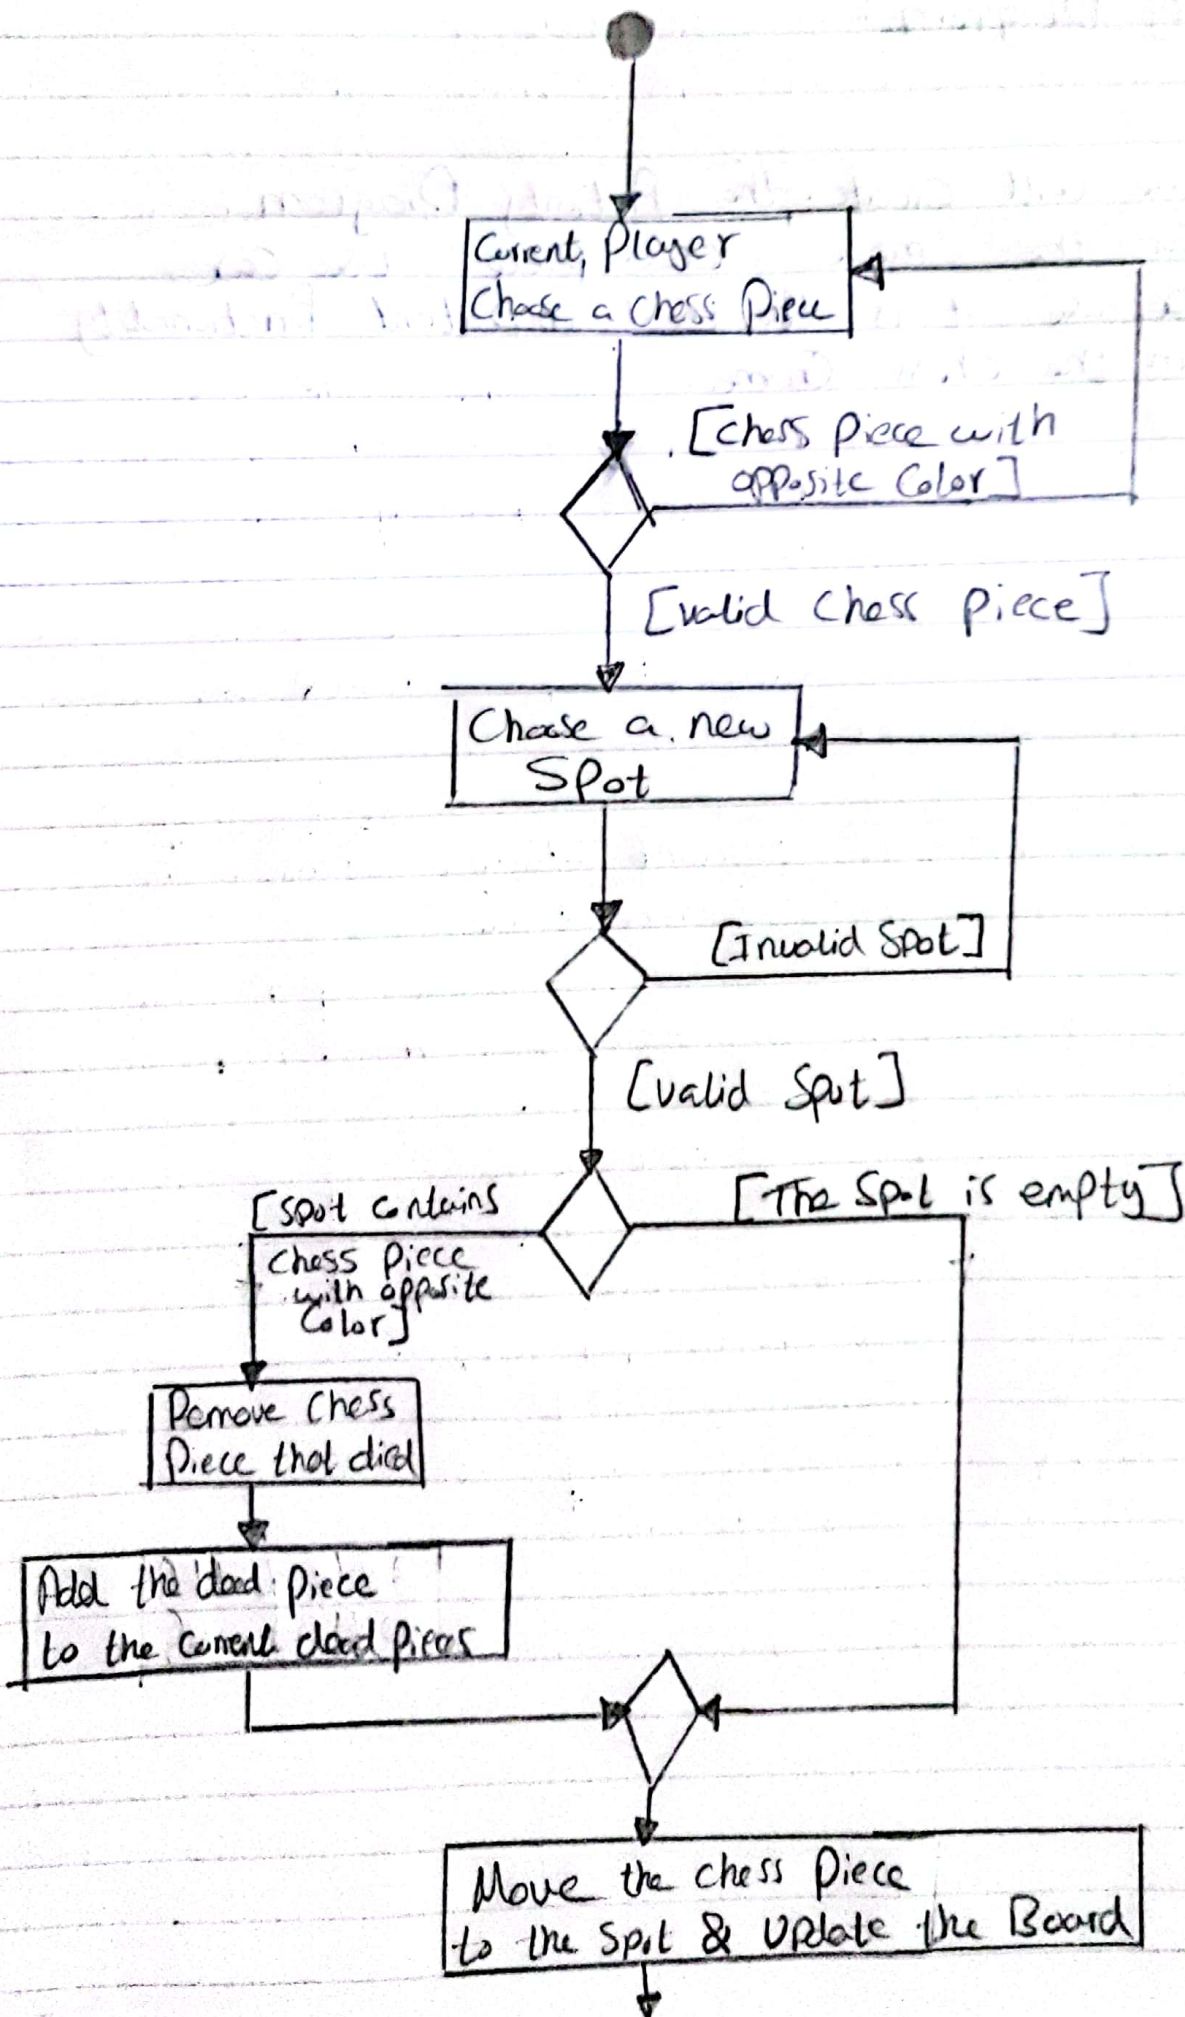 Current, Player
Choose a chess Piece
[Chess Piece with
opposite Color]
[valid Chess piece]
Choose a new
Spot
[Invalid Spot]
[valid Spot]
[Spot contains
Chess Piece
with opposite
Color]
[The Spot is empty]
Remove Chess
Piece that died
Add the dead piece
to the current dead pieces
Move the chess Piece
to the Spot & Update the Board